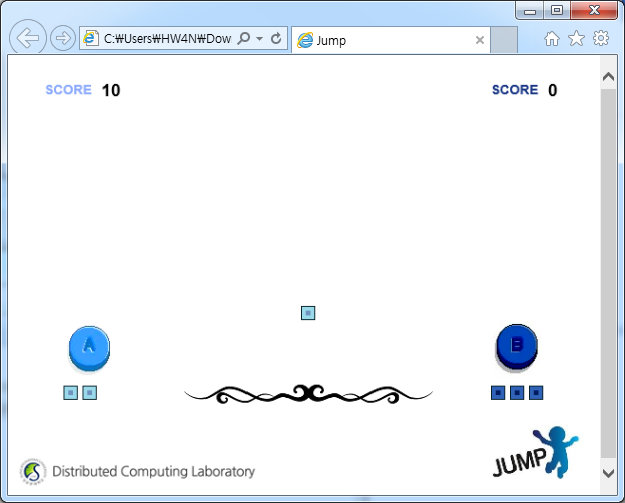 C:₩Users₩HW4N₩Dow
Jump
SCORE 10
SCORE 0
A
B
Distributed Computing Laboratory
JUMP